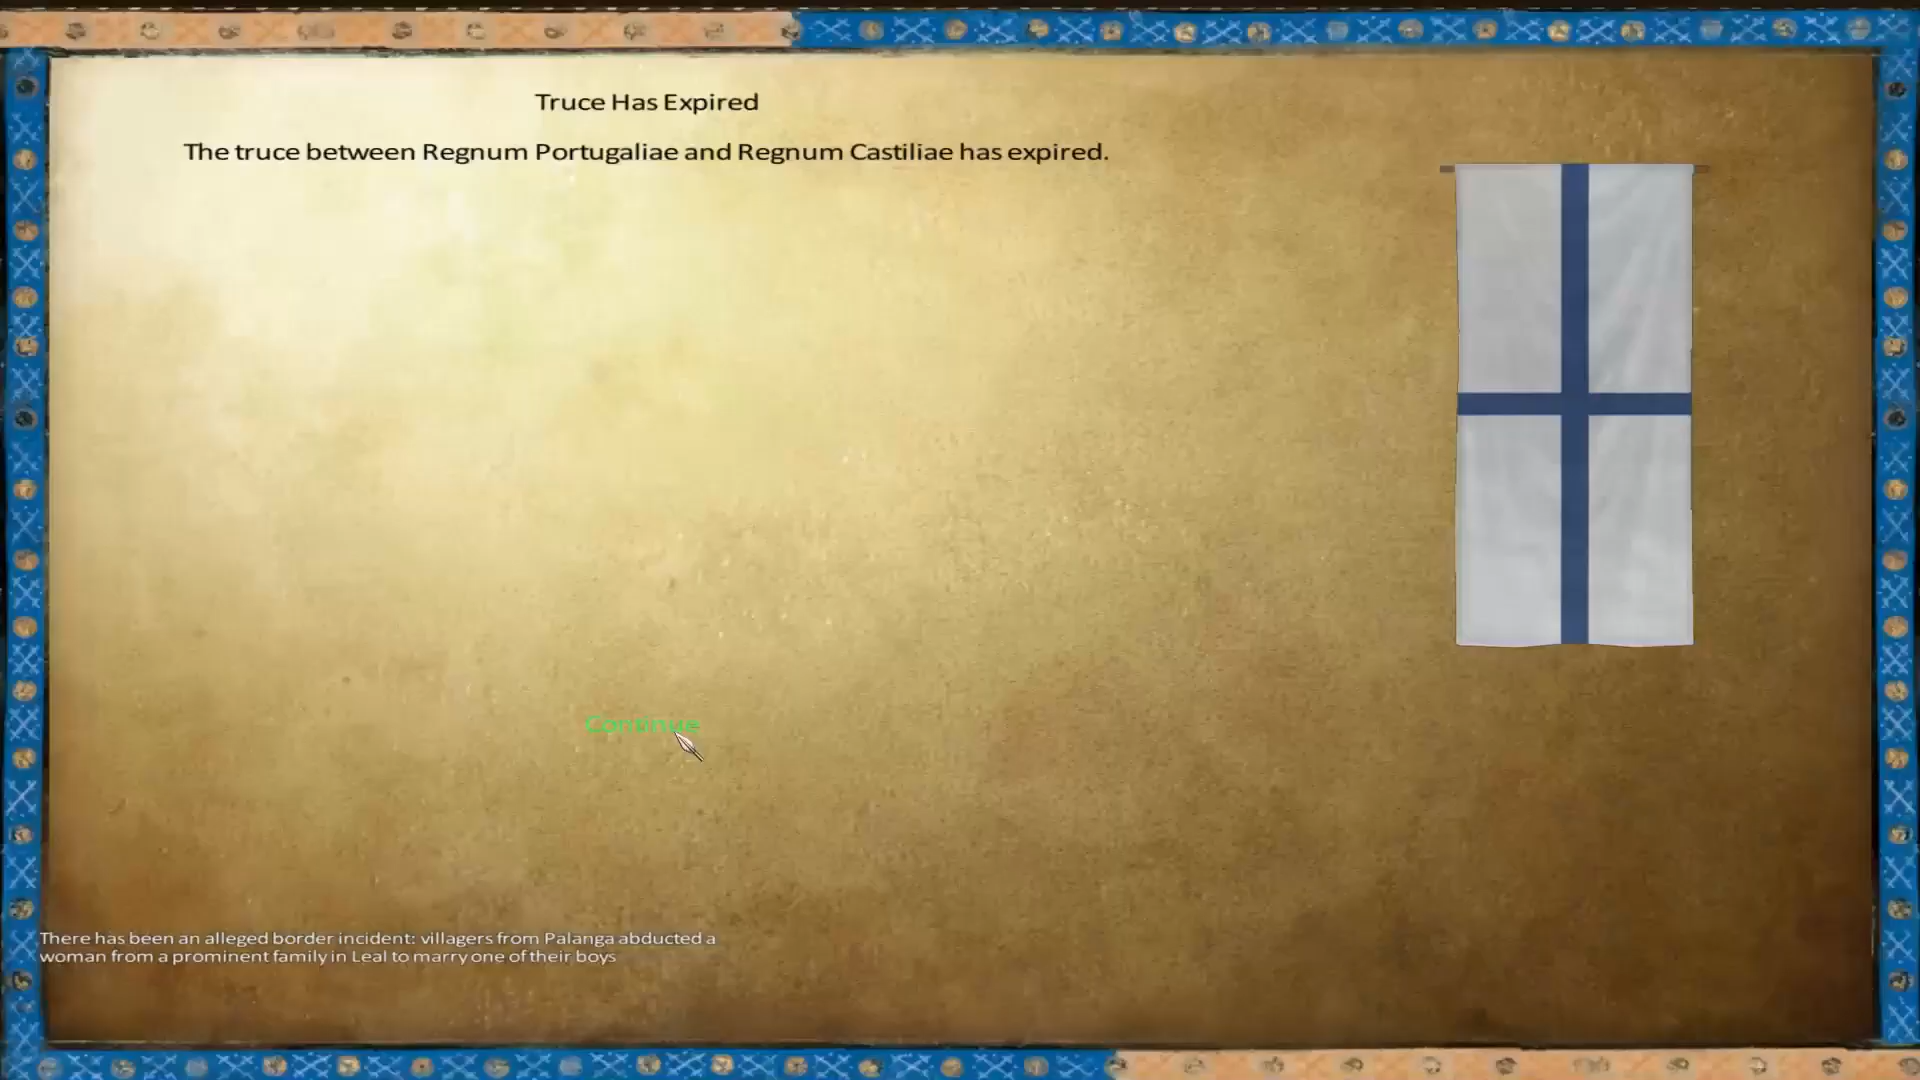 Truce Has Expired
The truce between Regnum Portugaliae and Regnum Castiliae has expired.
Continue
There has been an alleged border incident: villagers from Palanga abducted a
woman from a prominent family in Leal to marry one of their boys